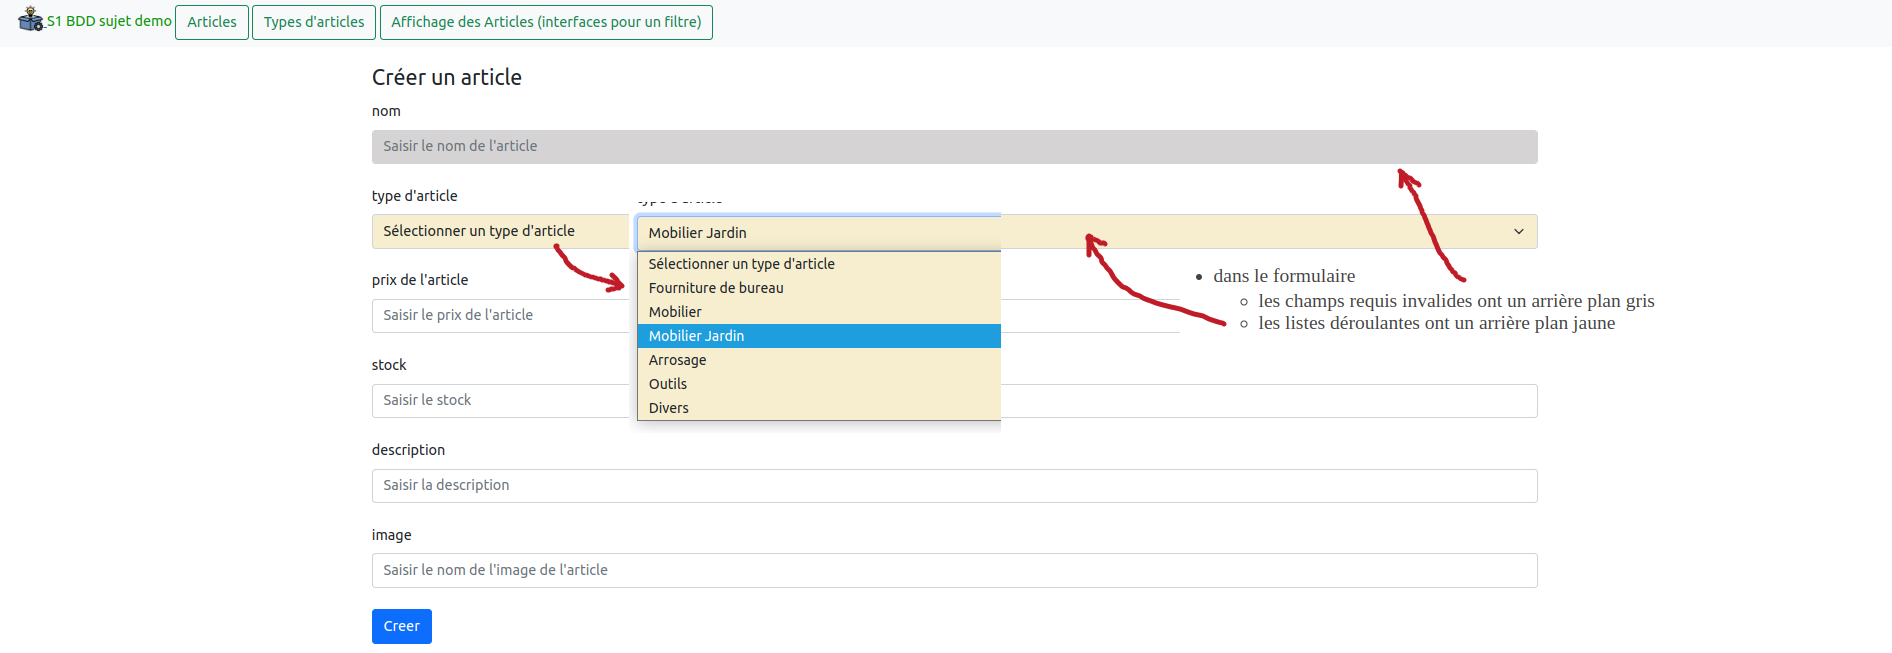 S1 BDD sujet demo Articles Types d'articles Affichage des Articles (interfaces pour un filtre)
Créer un article
nom
Saisir le nom de l'article
type d'article
type d'article
Sélectionner un type d'article
Mobilier Jardin
Sélectionner un type d'article
Fourniture de bureau
Mobilier
Mobilier Jardin
Arrosage
Outils
Divers
prix de l'article
Saisir le prix de l'article
• dans le formulaire
○ les champs requis invalides ont un arrière plan gris
○ les listes déroulantes ont un arrière plan jaune
stock
Saisir le stock
description
Saisir la description
image
Saisir le nom de l'image de l'article
Creer